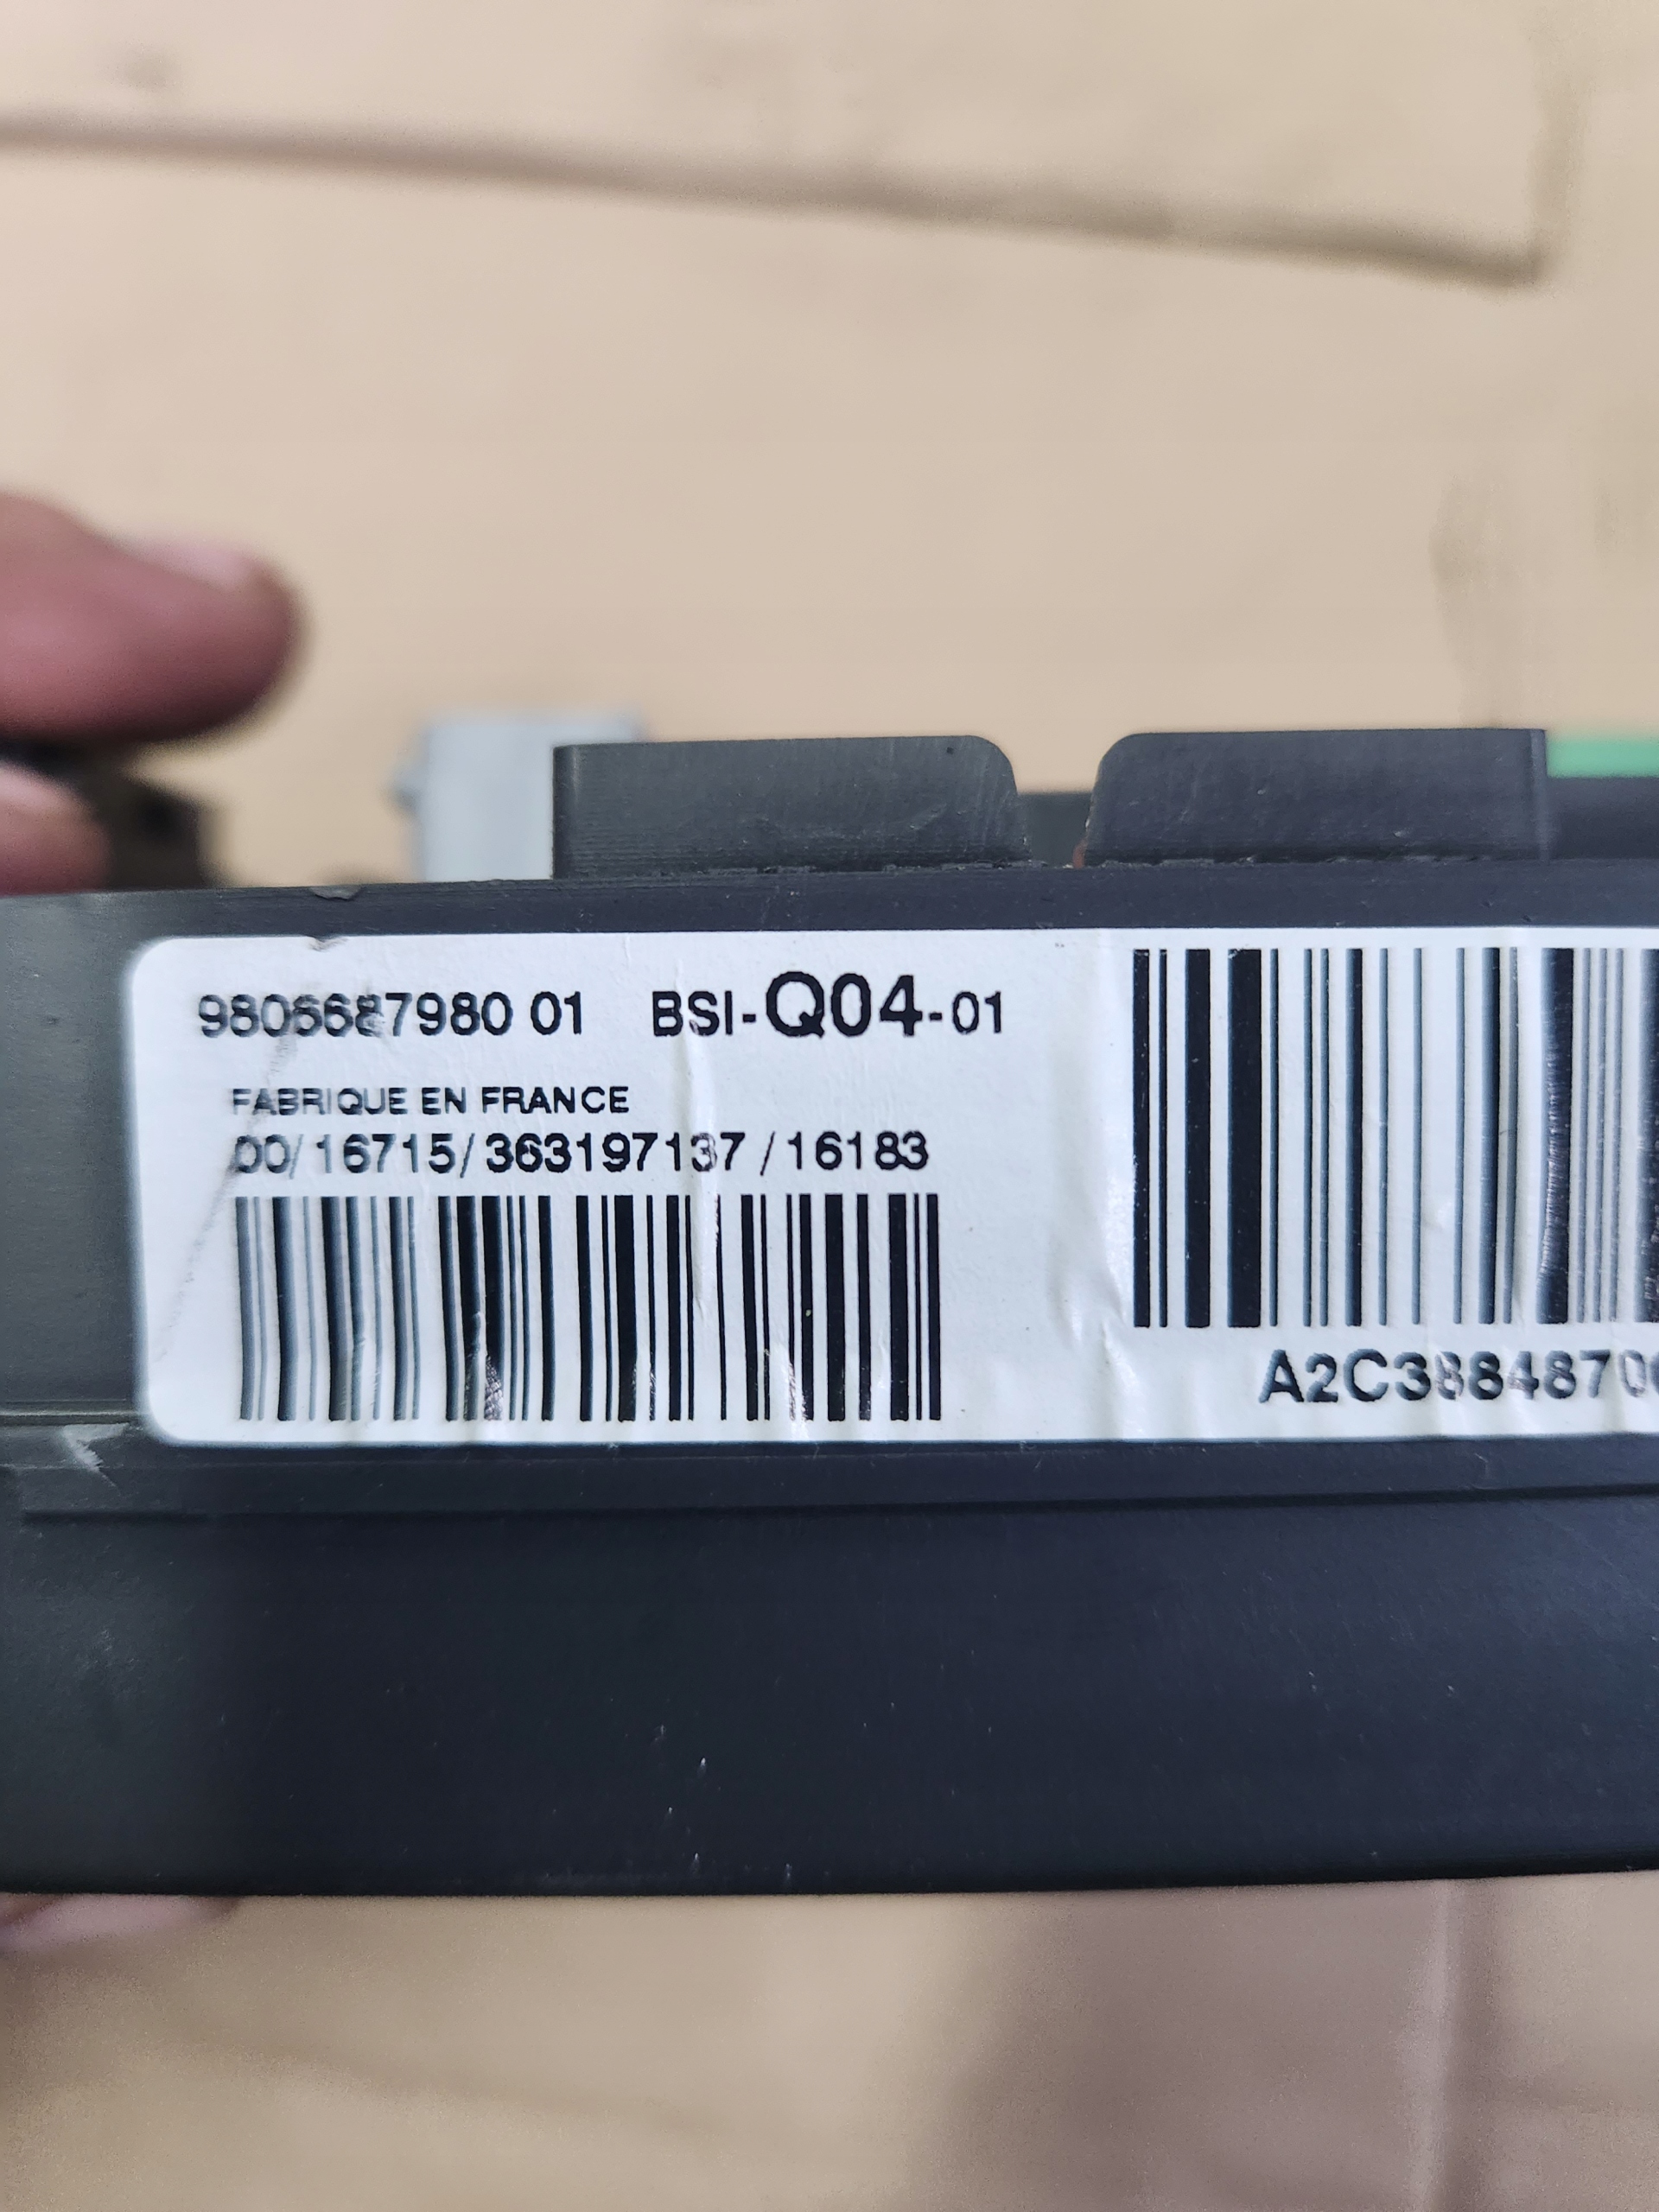 9806687980 01 BSI-Q04-01
FABRIQUE EN FRANCE
00/16715/363197137 /16183